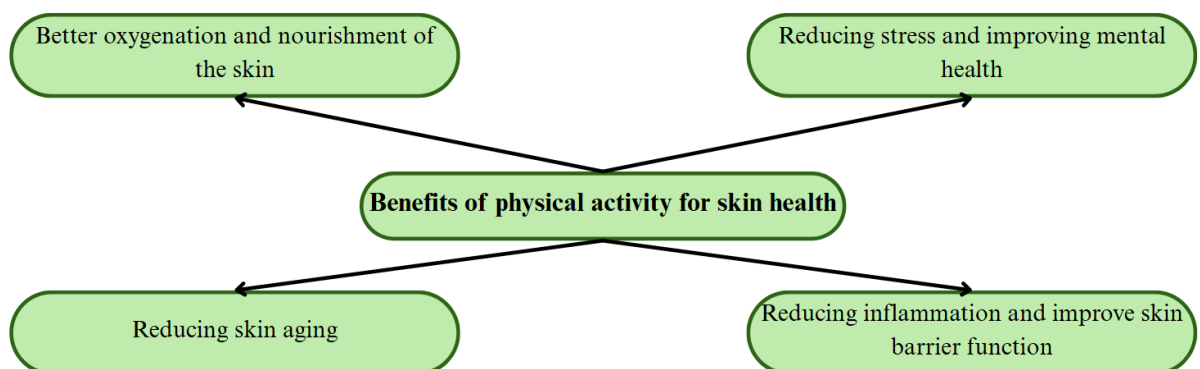 Better oxygenation and nourishment of
the skin
Reducing stress and improving mental
health
Benefits of physical activity for skin health
Reducing skin aging
Reducing inflammation and improve skin
barrier function